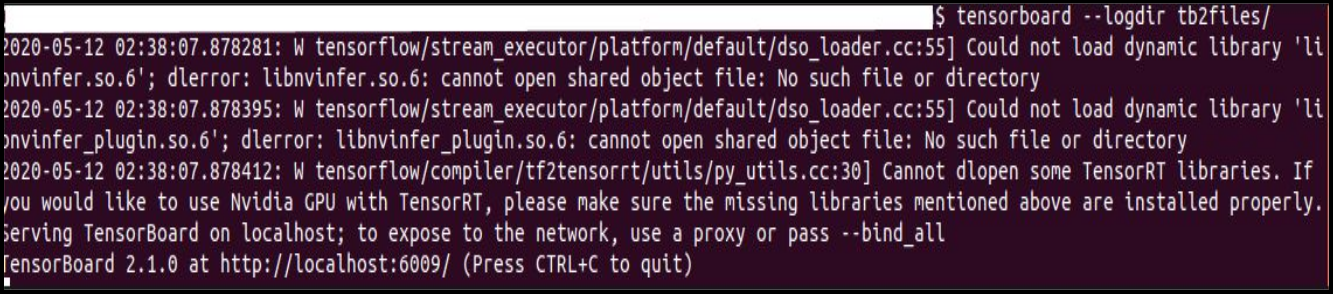 $ tensorboard --logdir tb2files/
2020-05-12 02:38:07.878281: W tensorflow/stream_executor/platform/default/dso_loader.cc:55] Could not load dynamic library 'li
bnvinfer.so.6'; dlerror: libnvinfer.so.6: cannot open shared object file: No such file or directory
2020-05-12 02:38:07.878395: W tensorflow/stream_executor/platform/default/dso_loader.cc:55] Could not load dynamic library 'li
bnvinfer_plugin.so.6'; dlerror: libnvinfer_plugin.so.6: cannot open shared object file: No such file or directory
2020-05-12 02:38:07.878412: W tensorflow/compiler/tf2tensorrt/utils/py_utils.cc:30] Cannot dlopen some TensorRT libraries. If
you would like to use Nvidia GPU with TensorRT, please make sure the missing libraries mentioned above are installed properly.
Serving TensorBoard on localhost; to expose to the network, use a proxy or pass --bind_all
TensorBoard 2.1.0 at http://localhost:6009/ (Press CTRL+C to quit)